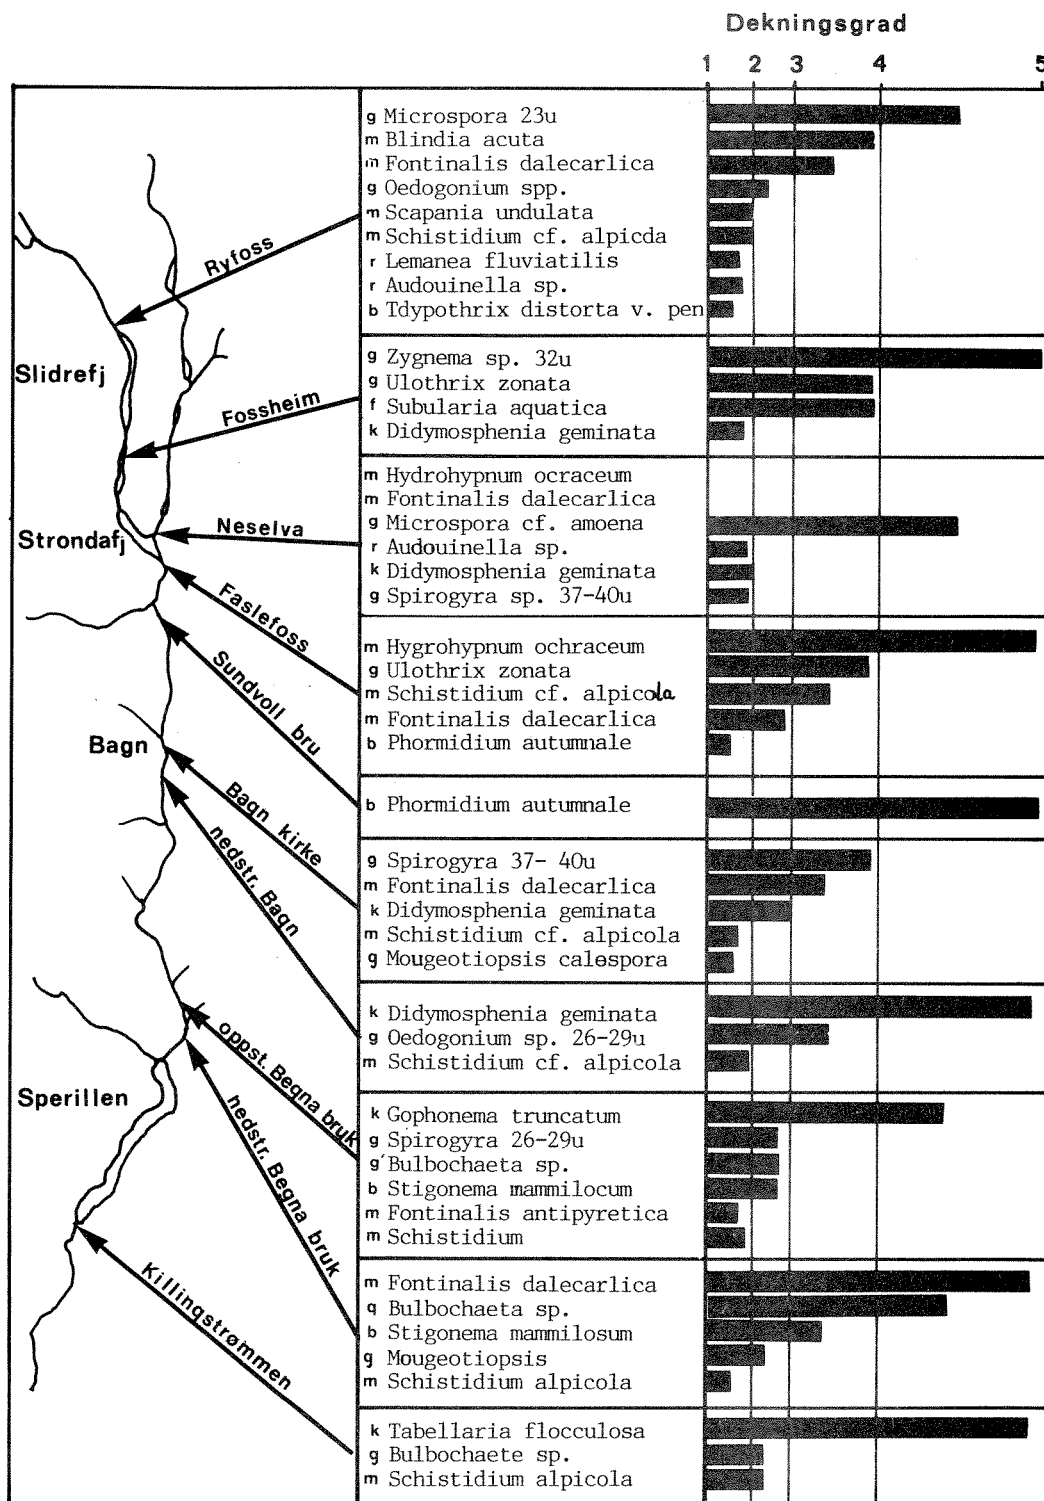 Dekningsgrad
1 2 3 4 5
g Microspora 23u
m Blindia acuta
m Fontinalis dalecarlica
g Oedogonium spp.
m Scapania undulata
m Schistidium cf. alpicda
r Lemanea fluviatilis
r Audouinella sp.
b Tdypothrix distorta v. pen
Ryfoss
g Zygnema sp. 32u
g Ulothrix zonata
f Subularia aquatica
k Didymosphenia geminata
Slidrefj
Fossheim
m Hydrohypnum ocraceum
m Fontinalis dalecarlica
g Microspora cf. amoena
r Audouinella sp.
k Didymosphenia geminata
g Spirogyra sp. 37-40u
Neselva
Strondafj
m Hygrohypnum ochraceum
g Ulothrix zonata
m Schistidium cf. alpicola
m Fontinalis dalecarlica
b Phormidium autumnale
Faslefoss
b Phormidium autumnale
Sundvoll bru
Bagn
g Spirogyra 37- 40u
m Fontinalis dalecarlica
k Didymosphenia geminata
m Schistidium cf. alpicola
g Mougeotiopsis calospora
Bagn kirke
k Didymosphenia geminata
g Oedogonium sp. 26-29u
m Schistidium cf. alpicola
nedstr. Bagn
Sperillen
k Gophonema truncatum
g Spirogyra 26-29u
g' Bulbochaeta sp.
b Stigonema mammilocum
m Fontinalis antipyretica
m Schistidium
oppst. Begna bruk
m Fontinalis dalecarlica
g Bulbochaeta sp.
b Stigonema mammilosum
g Mougeotiopsis
m Schistidium alpicola
nedstr. Begna bruk
k Tabellaria flocculosa
g Bulbochaete sp.
m Schistidium alpicola
Killingstrømmen